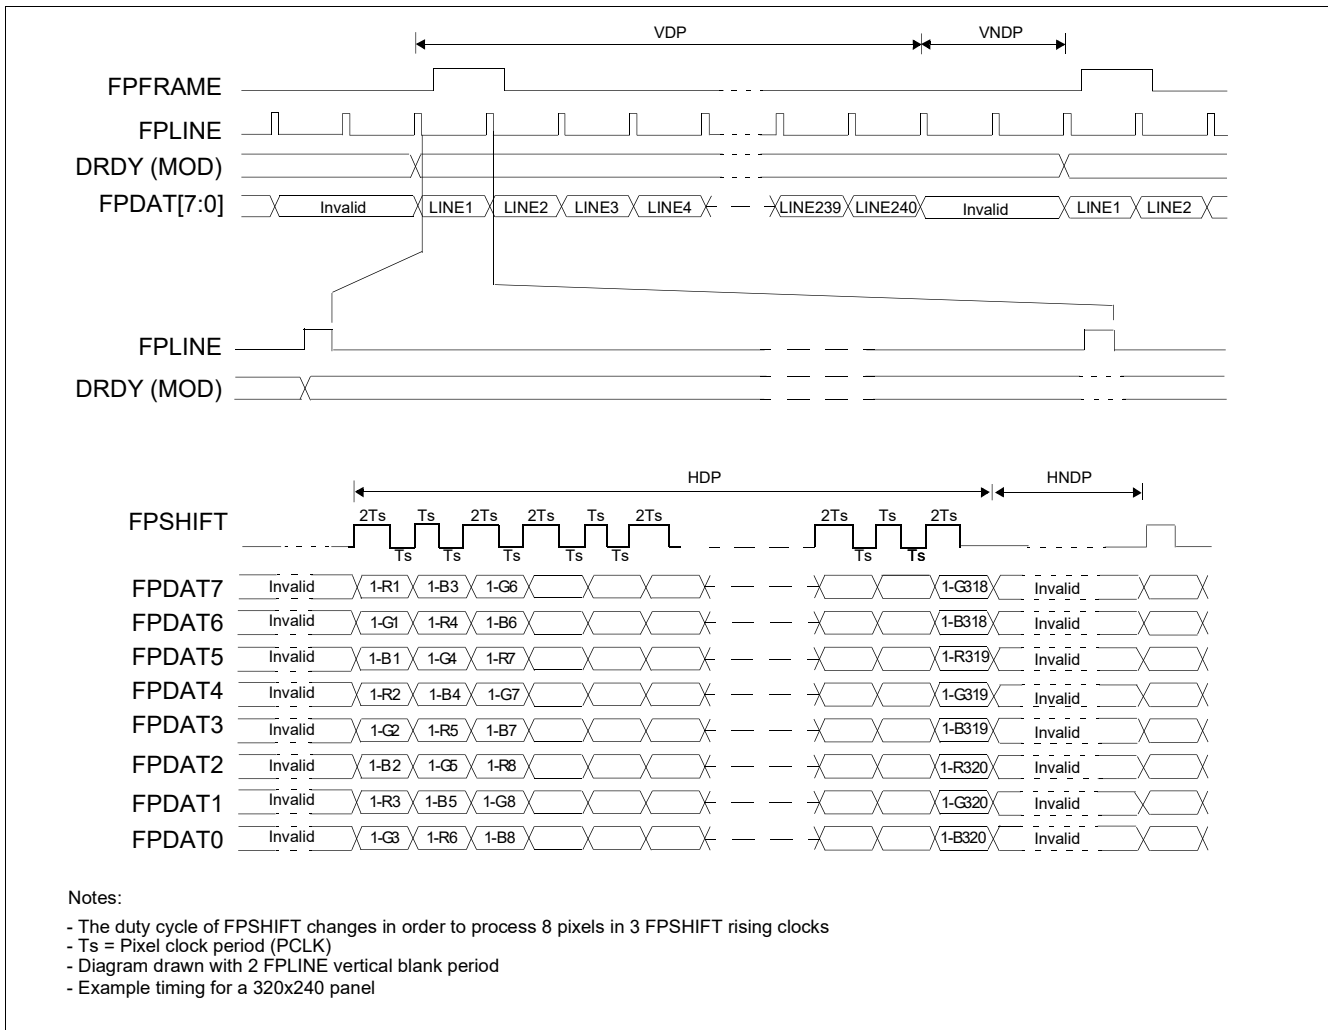 VDP VNDP
FPFRAME
FPLINE
DRDY (MOD)
FPDAT[7:0] Invalid LINE1 LINE2 LINE3 LINE4 LINE239 LINE240 Invalid LINE1 LINE2
FPLINE
DRDY (MOD)
HDP HNDP
FPSHIFT 2Ts Ts 2Ts 2Ts Ts 2Ts 2Ts Ts 2Ts
Ts Ts Ts Ts Ts Ts Ts
FPDAT7 Invalid 1-R1 1-B3 1-G6 1-G318 Invalid
FPDAT6 Invalid 1-G1 1-R4 1-B6 1-B318 Invalid
FPDAT5 Invalid 1-B1 1-G4 1-R7 1-R319 Invalid
FPDAT4 Invalid 1-R2 1-B4 1-G7 1-G319 Invalid
FPDAT3 Invalid 1-G2 1-R5 1-B7 1-B319 Invalid
FPDAT2 Invalid 1-B2 1-G5 1-R8 1-R320 Invalid
FPDAT1 Invalid 1-R3 1-B5 1-G8 1-G320 Invalid
FPDAT0 Invalid 1-G3 1-R6 1-B8 1-B320 Invalid
Notes:
- The duty cycle of FPSHIFT changes in order to process 8 pixels in 3 FPSHIFT rising clocks
- Ts = Pixel clock period (PCLK)
- Diagram drawn with 2 FPLINE vertical blank period
- Example timing for a 320x240 panel